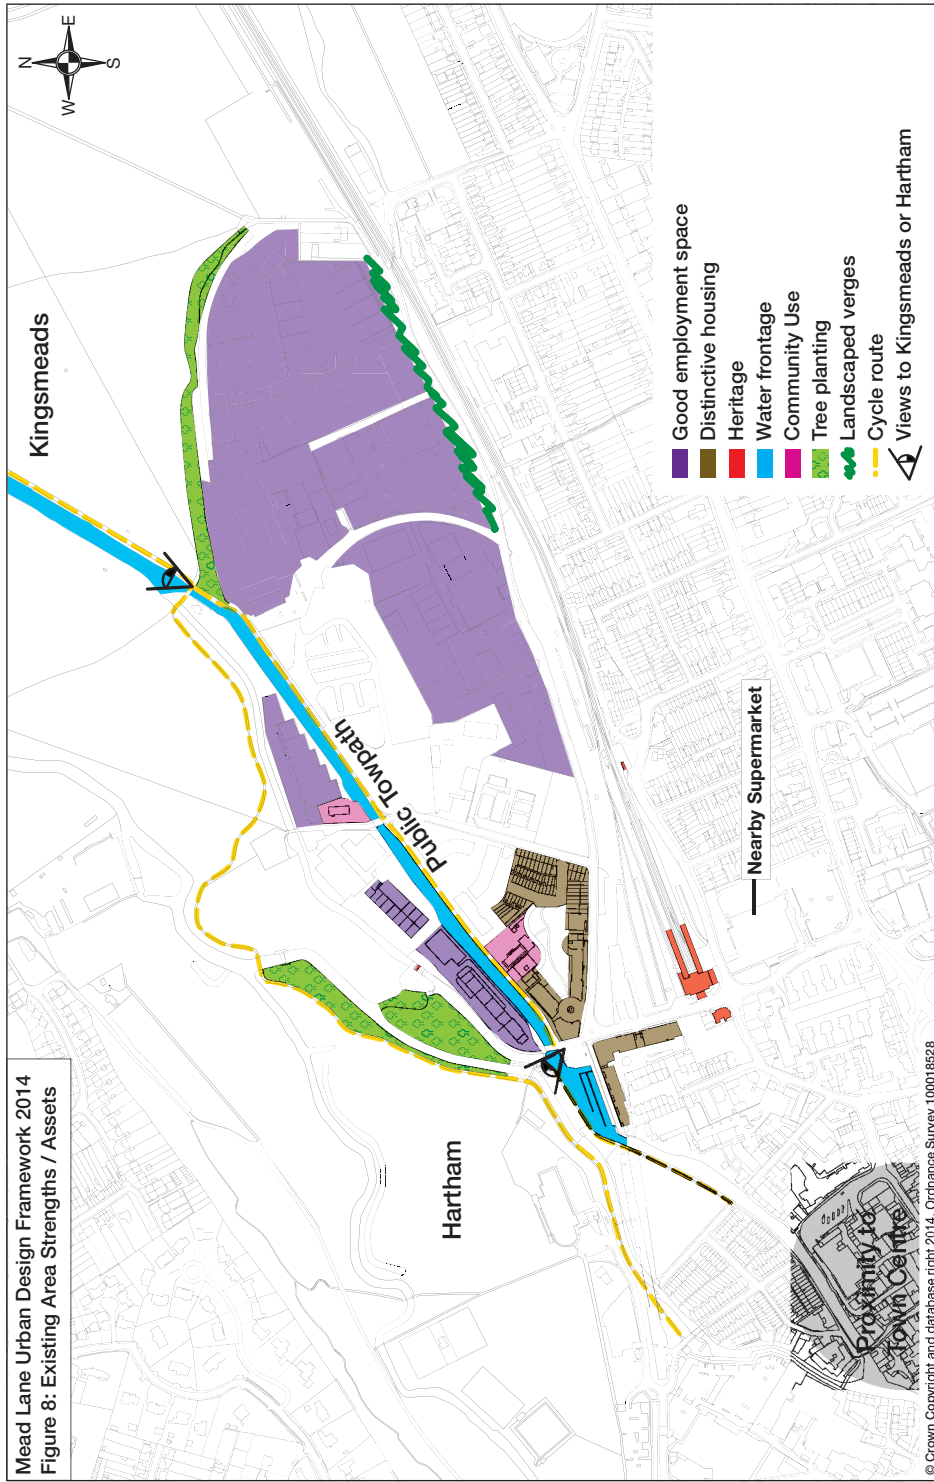 Mead Lane Urban Design Framework 2014
Figure 8: Existing Area Strengths / Assets
N
E
S
W
Kingsmeads
Hartham
Public Towpath
Nearby Supermarket
Proximity to
Town Centre
Good employment space
Distinctive housing
Heritage
Water frontage
Community Use
Tree planting
Landscaped verges
Cycle route
Views to Kingsmeads or Hartham
© Crown Copyright and database right 2014. Ordnance Survey 100018528